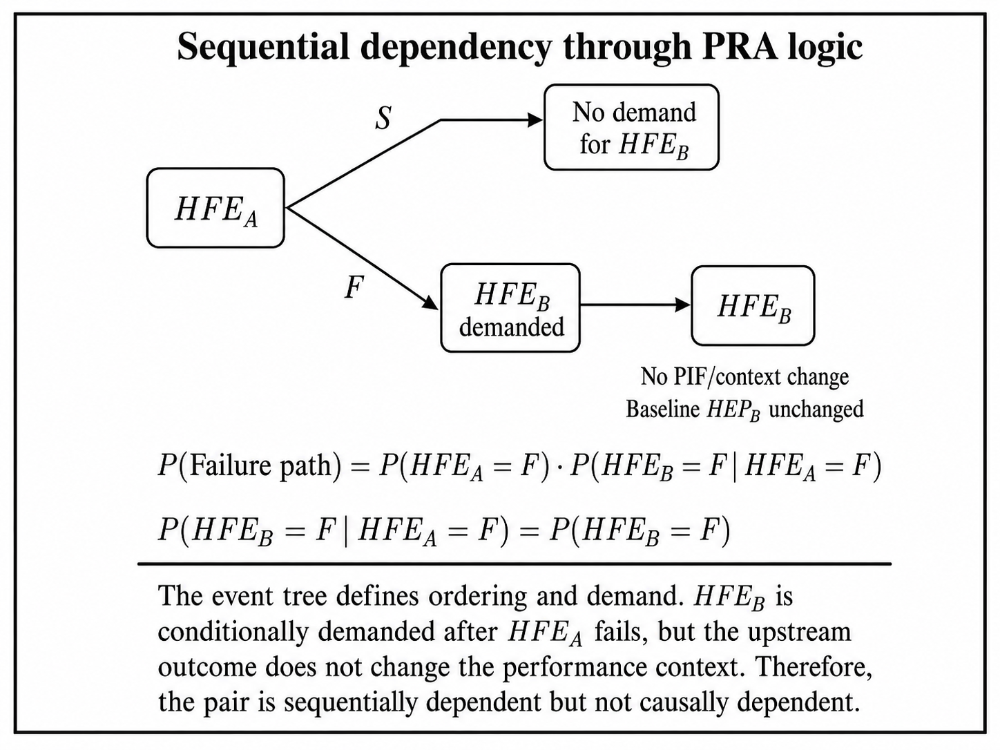 Sequential dependency through PRA logic
S
No demand
for HFE_B
HFE_A
F
HFE_B
demanded
HFE_B
No PIF/context change
Baseline HEP_B unchanged
P(Failure path) = P(HFE_A = F) · P(HFE_B = F | HFE_A = F)
P(HFE_B = F | HFE_A = F) = P(HFE_B = F)
The event tree defines ordering and demand. HFE_B is
conditionally demanded after HFE_A fails, but the upstream
outcome does not change the performance context. Therefore,
the pair is sequentially dependent but not causally dependent.